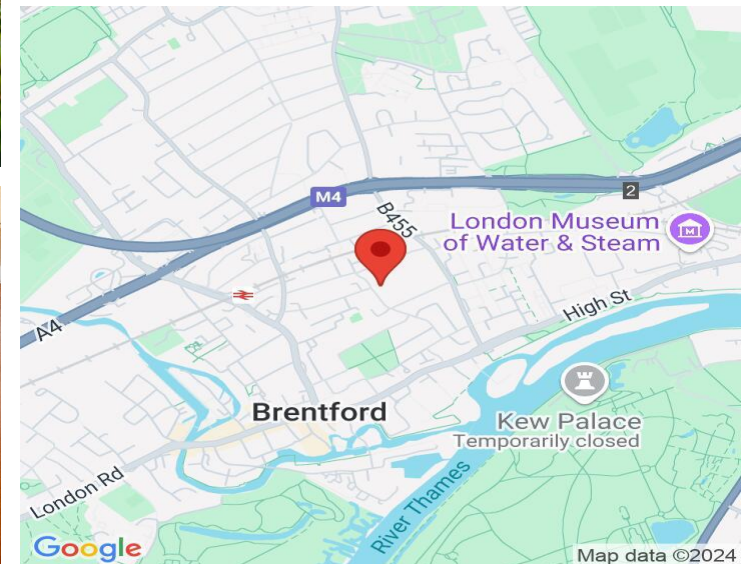 M4
2
B455
London Museum
of Water & Steam
A4
High St
Brentford
Kew Palace
Temporarily closed
London Rd
River Thames
Google
Map data ©2024